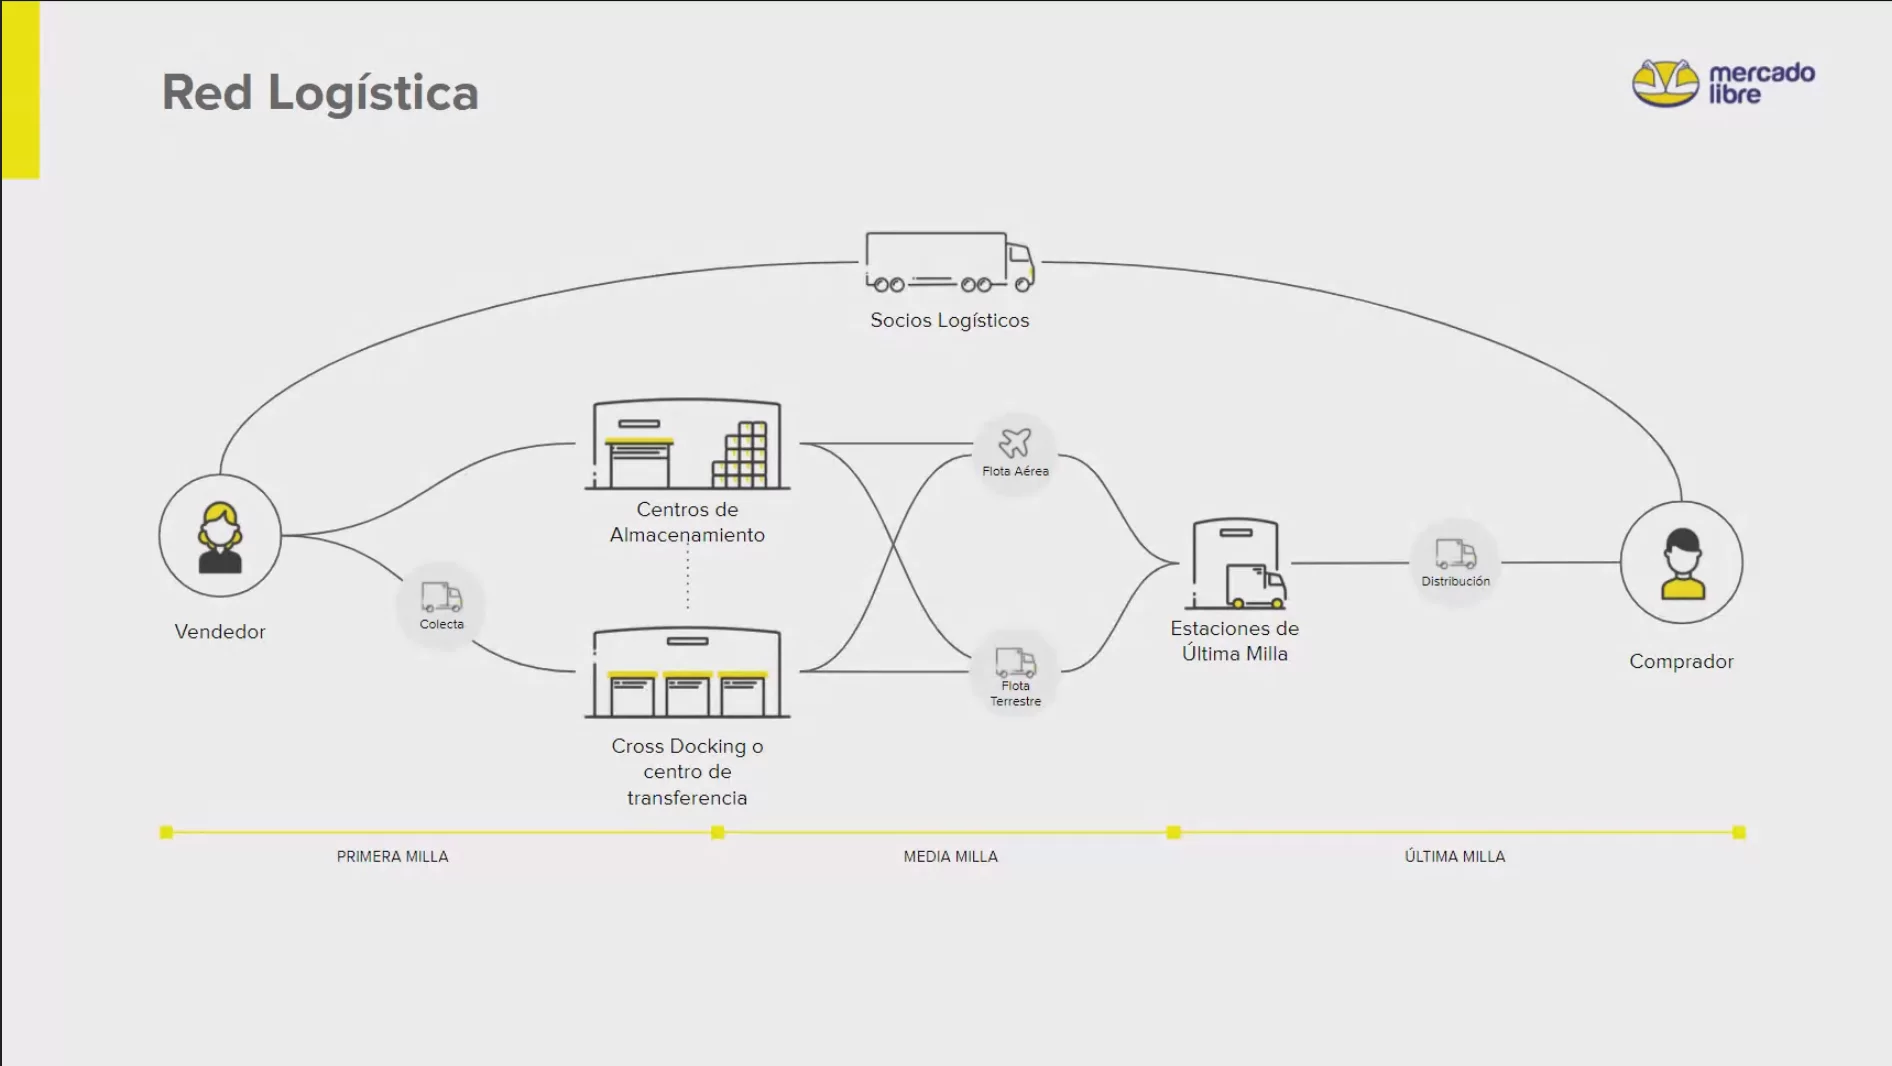 Red Logística
mercado
libre
Socios Logísticos
Centros de
Almacenamiento
Flota Aérea
Vendedor
Colecta
Cross Docking o
centro de
transferencia
Flota
Terrestre
Estaciones de
Última Milla
Distribución
Comprador
PRIMERA MILLA
MEDIA MILLA
ÚLTIMA MILLA